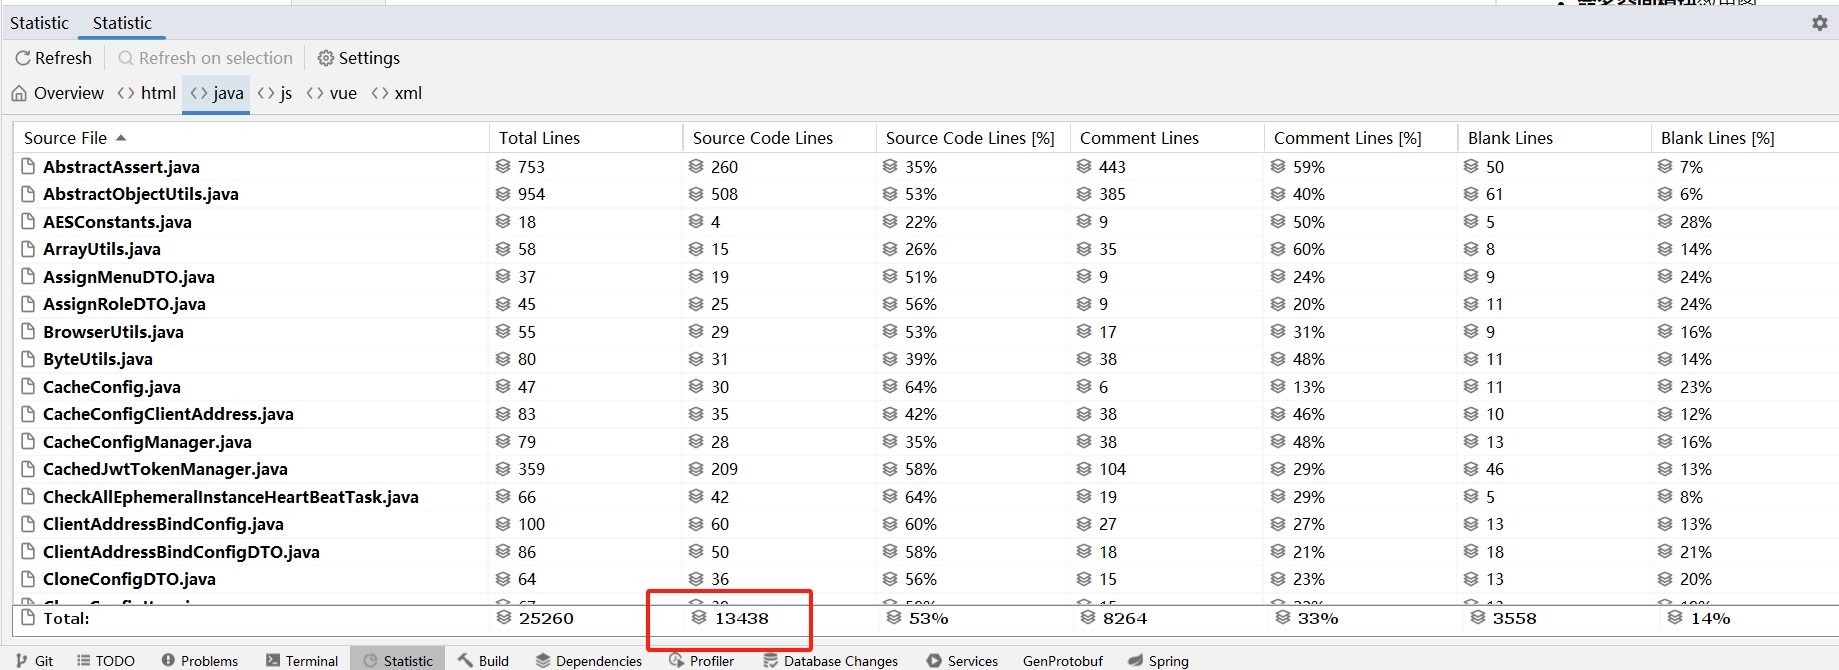 Statistic Statistic
Refresh Refresh on selection Settings
Overview html java js vue xml
Source File Total Lines Source Code Lines Source Code Lines [%] Comment Lines Comment Lines [%] Blank Lines Blank Lines [%]
AbstractAssert.java 753 260 35% 443 59% 50 7%
AbstractObjectUtils.java 954 508 53% 385 40% 61 6%
AESConstants.java 18 4 22% 9 50% 5 28%
ArrayUtils.java 58 15 26% 35 60% 8 14%
AssignMenuDTO.java 37 19 51% 9 24% 9 24%
AssignRoleDTO.java 45 25 56% 9 20% 11 24%
BrowserUtils.java 55 29 53% 17 31% 9 16%
ByteUtils.java 80 31 39% 38 48% 11 14%
CacheConfig.java 47 30 64% 6 13% 11 23%
CacheConfigClientAddress.java 83 35 42% 38 46% 10 12%
CacheConfigManager.java 79 28 35% 38 48% 13 16%
CachedJwtTokenManager.java 359 209 58% 104 29% 46 13%
CheckAllEphemeralInstanceHeartBeatTask.java 66 42 64% 19 29% 5 8%
ClientAddressBindConfig.java 100 60 60% 27 27% 13 13%
ClientAddressBindConfigDTO.java 86 50 58% 18 21% 18 21%
CloneConfigDTO.java 64 36 56% 15 23% 13 20%
Total: 25260 13438 53% 8264 33% 3558 14%
Git TODO Problems Terminal Statistic Build Dependencies Profiler Database Changes Services GenProtobuf Spring